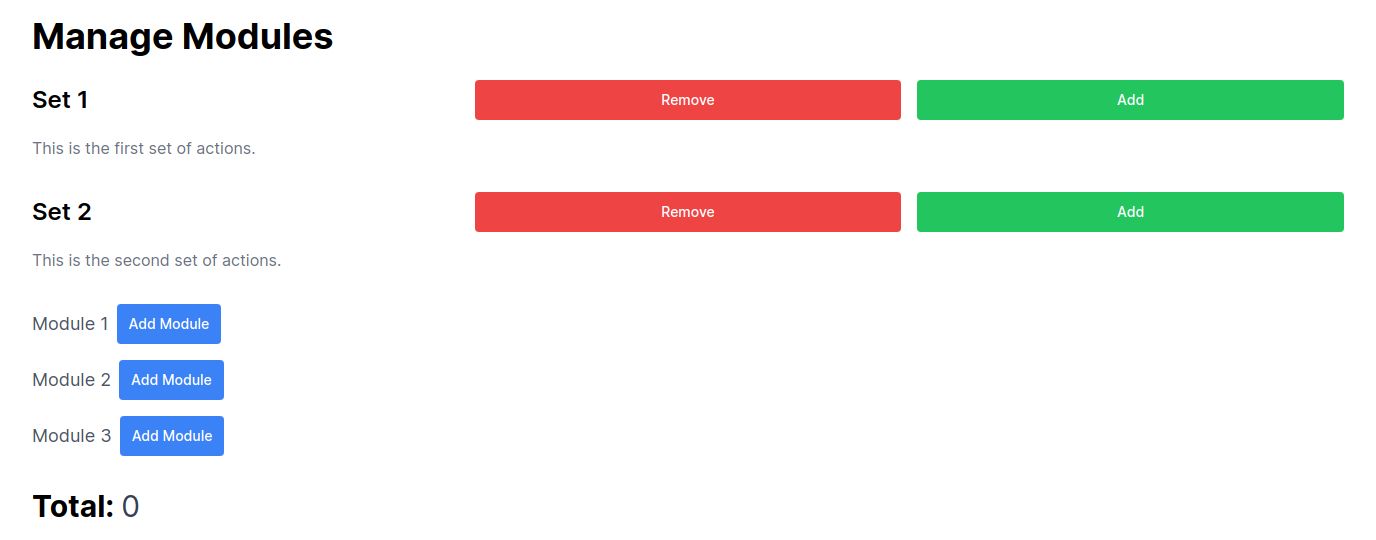 Manage Modules
Set 1 Remove Add
This is the first set of actions.
Set 2 Remove Add
This is the second set of actions.
Module 1 Add Module
Module 2 Add Module
Module 3 Add Module
Total: 0